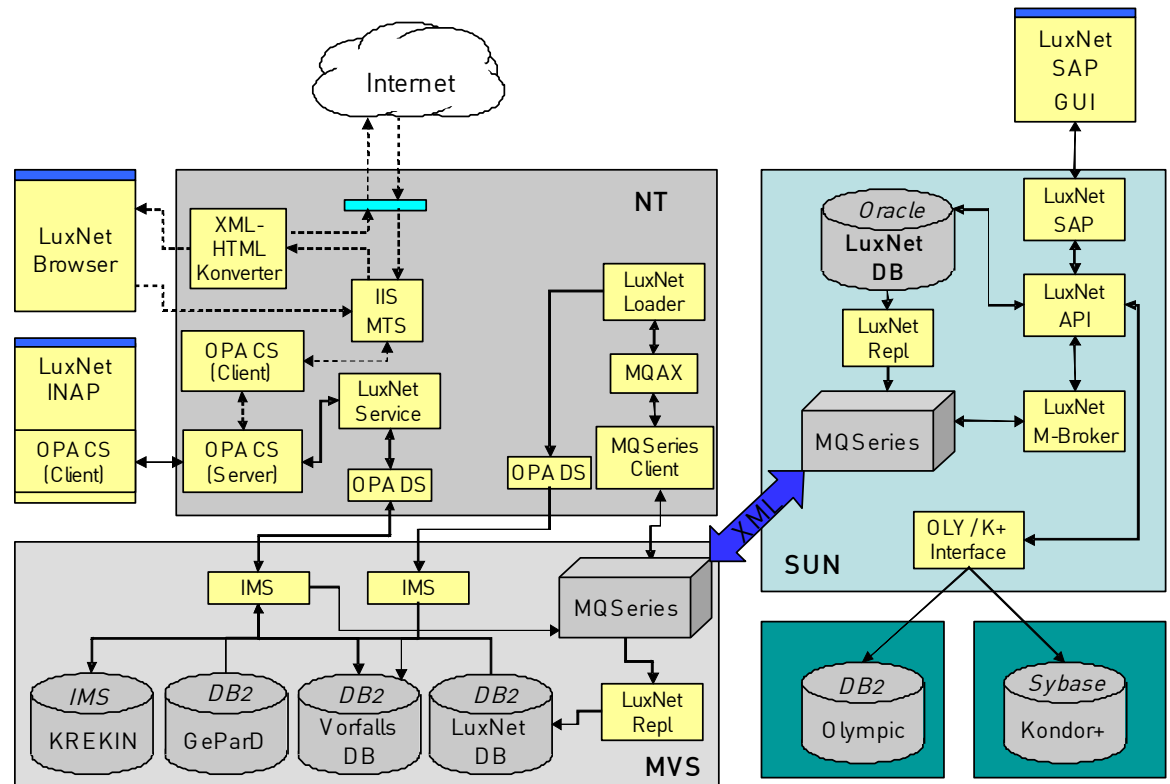 Internet
LuxNet
SAP
GUI
NT
LuxNet
Browser
XML-
HTML
Konverter
IIS
MTS
LuxNet
Loader
Oracle
LuxNet
DB
LuxNet
SAP
LuxNet
API
LuxNet
INAP
OPA CS
(Client)
OPA CS
(Client)
LuxNet
Service
OPA CS
(Server)
OPA DS
OPA DS
MQAX
MQSeries
Client
LuxNet
Repl
MQSeries
LuxNet
M-Broker
XML
OLY / K+
Interface
SUN
IMS
IMS
MQSeries
IMS
KREKIN
DB2
GeParD
DB2
Vorfalls
DB
DB2
LuxNet
DB
LuxNet
Repl
MVS
DB2
Olympic
Sybase
Kondor+